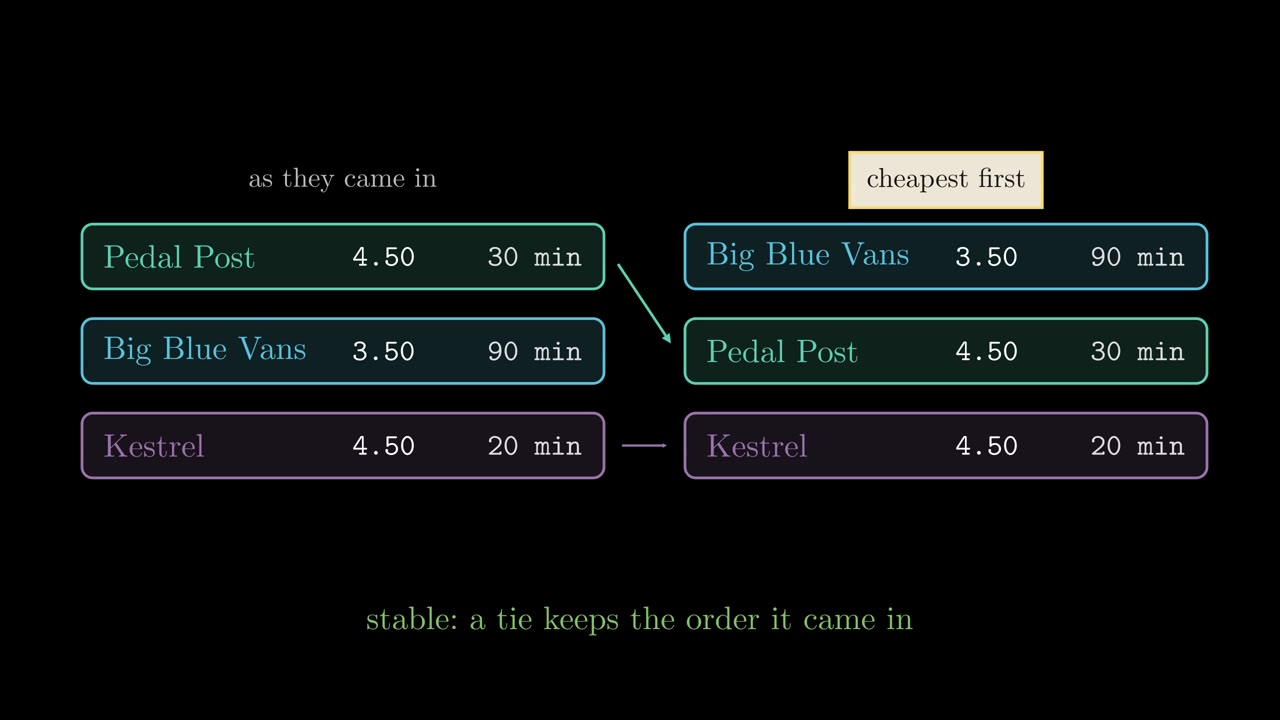 as they came in
cheapest first
Pedal Post 4.50 30 min
Big Blue Vans 3.50 90 min
Big Blue Vans 3.50 90 min
Pedal Post 4.50 30 min
Kestrel 4.50 20 min
Kestrel 4.50 20 min
stable: a tie keeps the order it came in